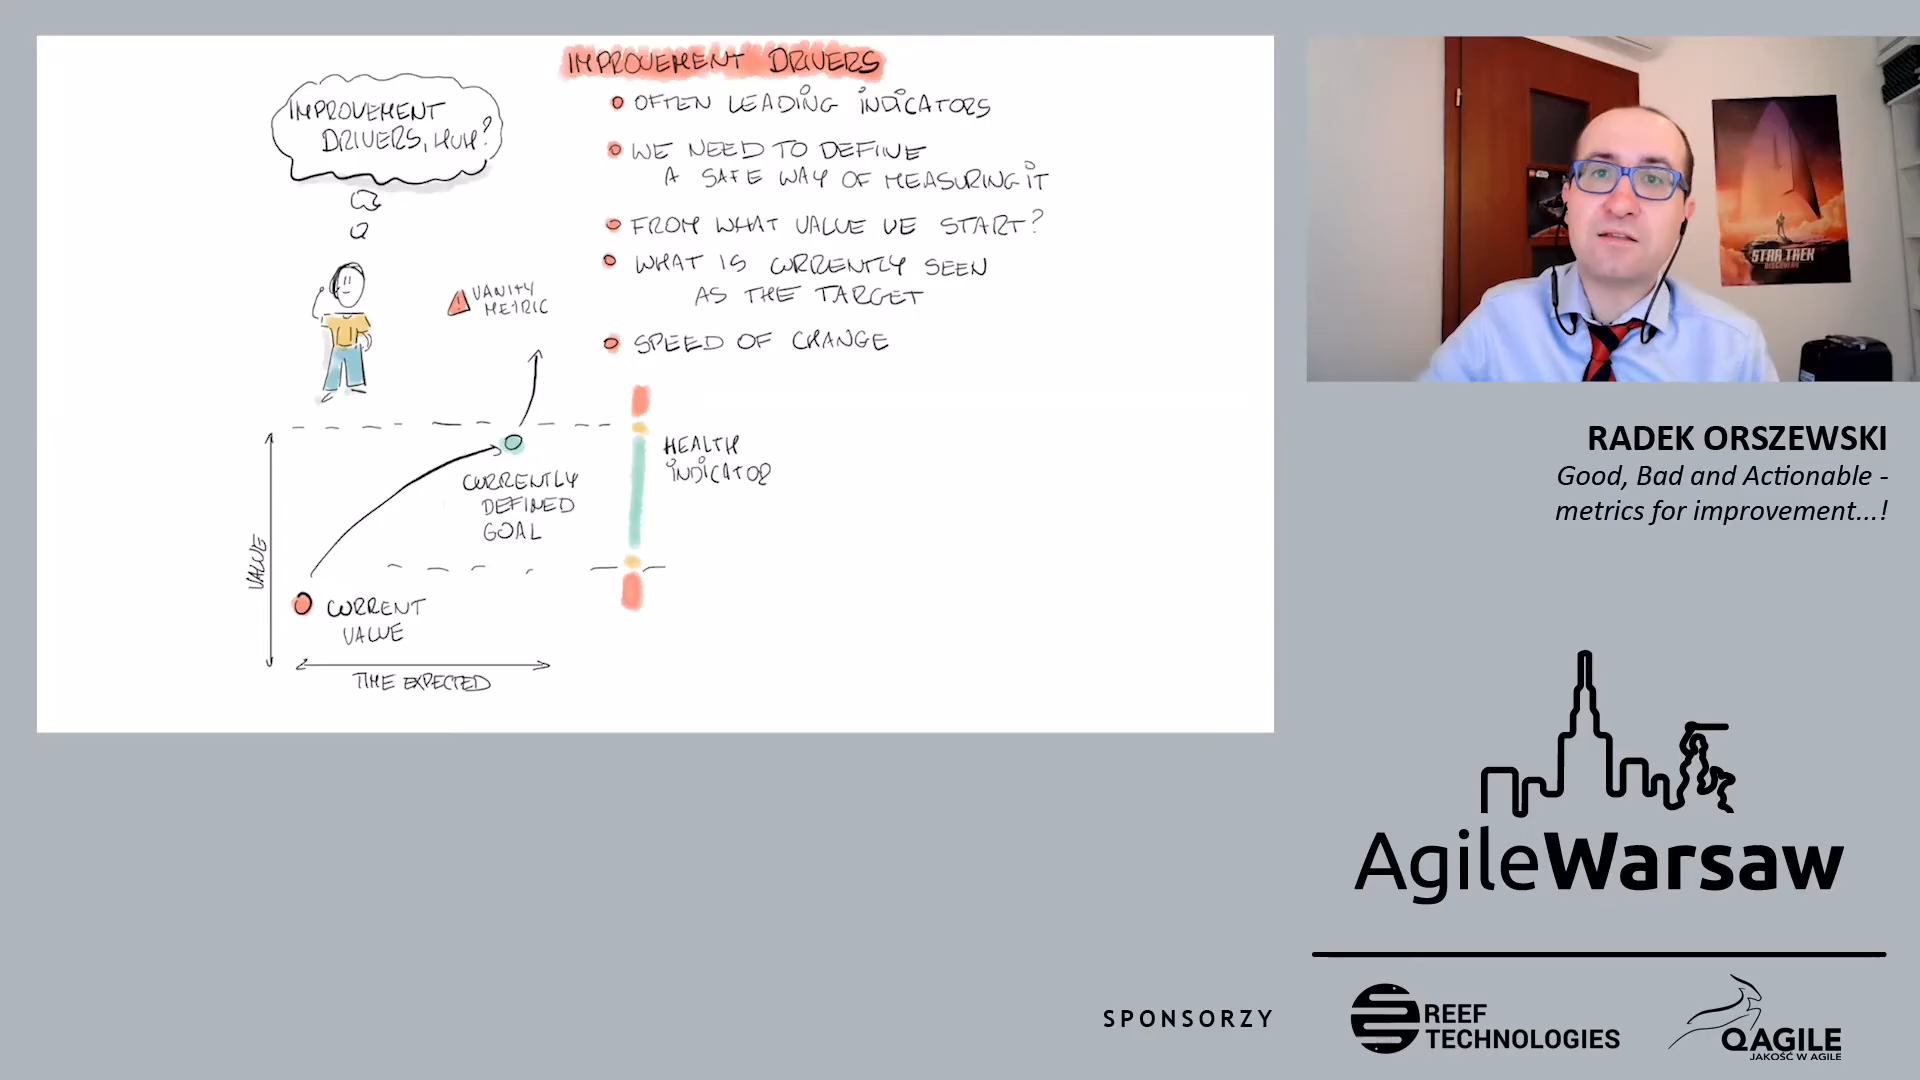 IMPROVEMENT DRIVERS
IMPROVEMENT
DRIVERS, HUH?
OFTEN LEADING INDICATORS
WE NEED TO DEFINE
A SAFE WAY OF MEASURING IT
FROM WHAT VALUE WE START?
WHAT IS CURRENTLY SEEN
AS THE TARGET
SPEED OF CHANGE
VANITY
METRIC
HEALTH
INDICATOR
CURRENTLY
DEFINED
GOAL
VALUE
CURRENT
VALUE
TIME EXPECTED
STAR TREK
DISCOVERY
RADEK ORSZEWSKI
Good, Bad and Actionable -
metrics for improvement...!
AgileWarsaw
SPONSORZY
REEF
TECHNOLOGIES
QAGILE
JAKOŚĆ W AGILE